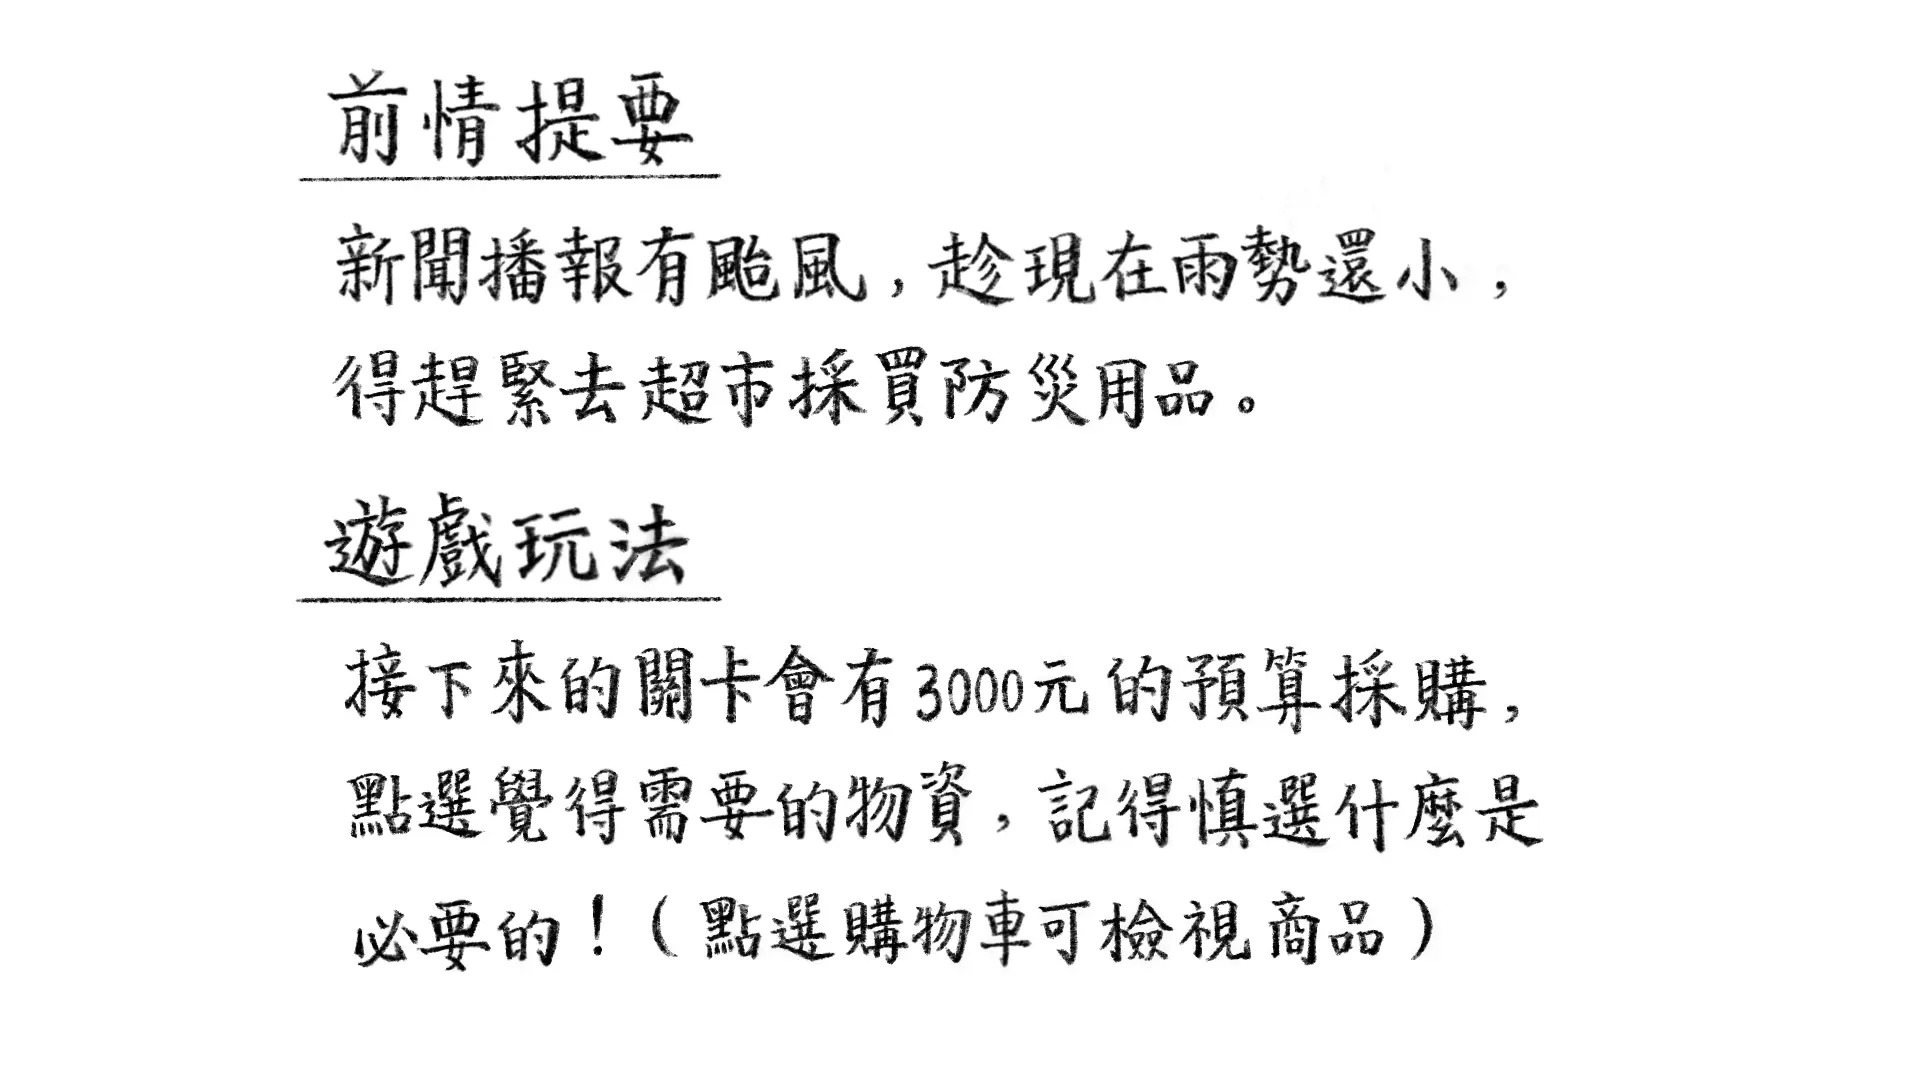 前情提要
新聞播報有颱風，趁現在雨勢還小，
得趕緊去超市採買防災用品。
遊戲玩法
接下來的關卡會有3000元的預算採購，
點選覺得需要的物資，記得慎選什麼是
必要的！（點選購物車可檢視商品）